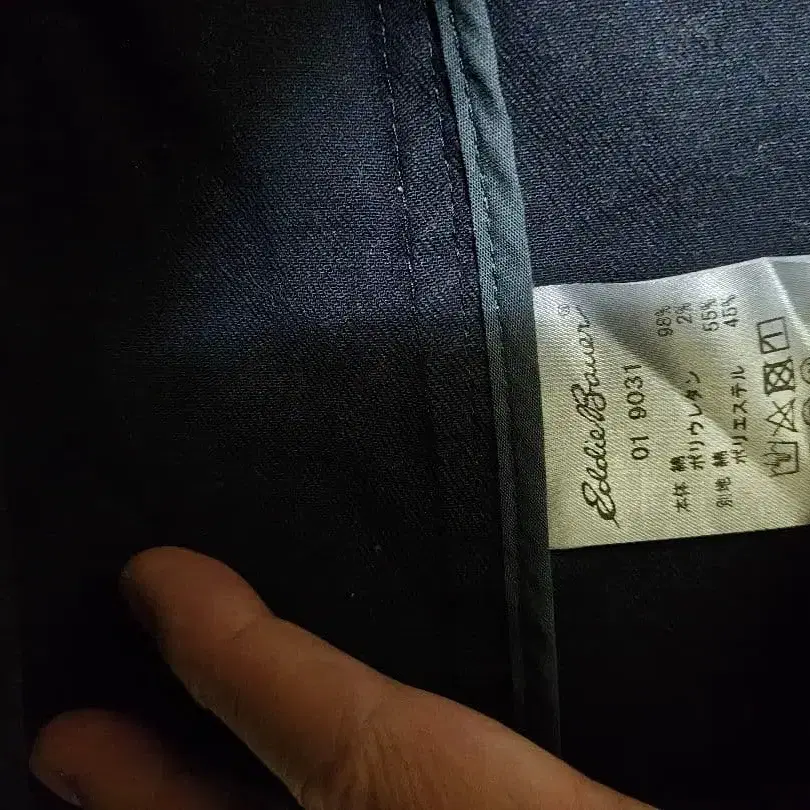 Eddie Bauer®
01 9031
本体 綿 98%
ポリウレタン 2%
別地 綿 55%
ポリエステル 45%